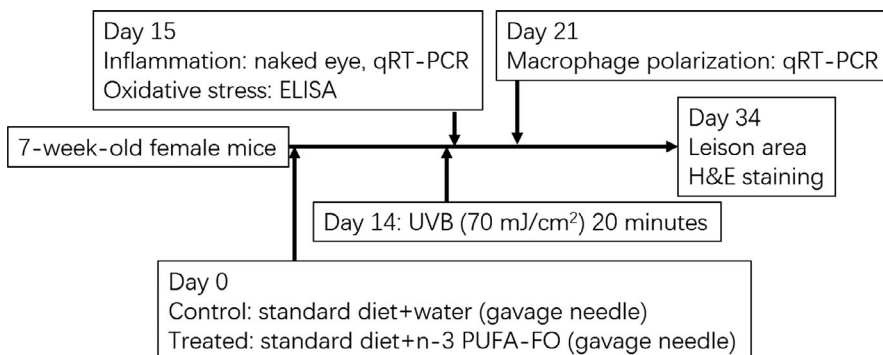 Day 15
Inflammation: naked eye, qRT-PCR
Oxidative stress: ELISA
Day 21
Macrophage polarization: qRT-PCR
7-week-old female mice
Day 34
Leison area
H&E staining
Day 14: UVB (70 mJ/cm²) 20 minutes
Day 0
Control: standard diet+water (gavage needle)
Treated: standard diet+n-3 PUFA-FO (gavage needle)